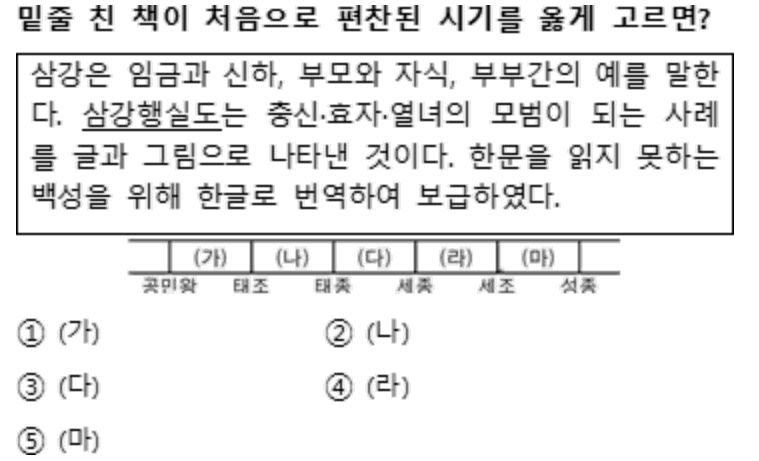 밑줄 친 책이 처음으로 편찬된 시기를 옳게 고르면?
삼강은 임금과 신하, 부모와 자식, 부부간의 예를 말한
다. 삼강행실도는 충신·효자·열녀의 모범이 되는 사례
를 글과 그림으로 나타낸 것이다. 한문을 읽지 못하는
백성을 위해 한글로 번역하여 보급하였다.
(가) (나) (다) (라) (마)
공민왕 태조 태종 세종 세조 성종
① (가) ② (나)
③ (다) ④ (라)
⑤ (마)